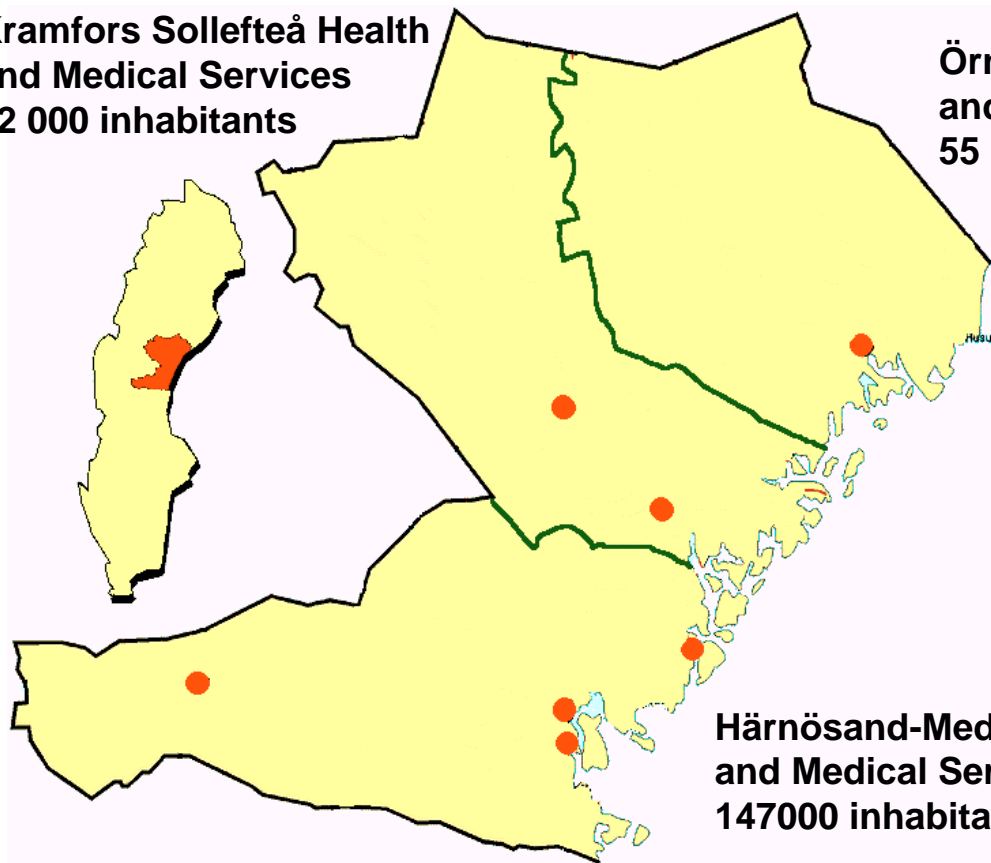 ramfors Sollefteå Health
nd Medical Services
2 000 inhabitants
Örn
and
55
Husu
Härnösand-Med
and Medical Ser
147000 inhabita